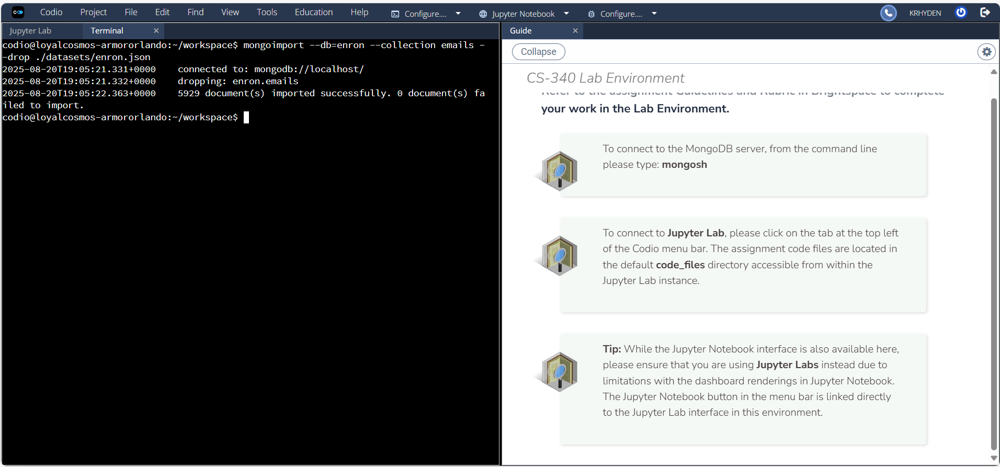 Codio Project File Edit Find View Tools Education Help Configure.... Jupyter Notebook Configure.... KRHYDEN
Jupyter Lab Terminal
codio@loyalcosmos-armororlando:~/workspace$ mongoimport --db=enron --collection emails -
-drop ./datasets/enron.json
2025-08-20T19:05:21.331+0000 connected to: mongodb://localhost/
2025-08-20T19:05:21.332+0000 dropping: enron.emails
2025-08-20T19:05:22.363+0000 5929 document(s) imported successfully. 0 document(s) fa
iled to import.
codio@loyalcosmos-armororlando:~/workspace$
Guide
Collapse
CS-340 Lab Environment
Refer to the assignment Guidelines and Rubric in Brightspace to complete
your work in the Lab Environment.
To connect to the MongoDB server, from the command line
please type: mongosh
To connect to Jupyter Lab, please click on the tab at the top left
of the Codio menu bar. The assignment code files are located in
the default code_files directory accessible from within the
Jupyter Lab instance.
Tip: While the Jupyter Notebook interface is also available here,
please ensure that you are using Jupyter Labs instead due to
limitations with the dashboard renderings in Jupyter Notebook.
The Jupyter Notebook button in the menu bar is linked directly
to the Jupyter Lab interface in this environment.